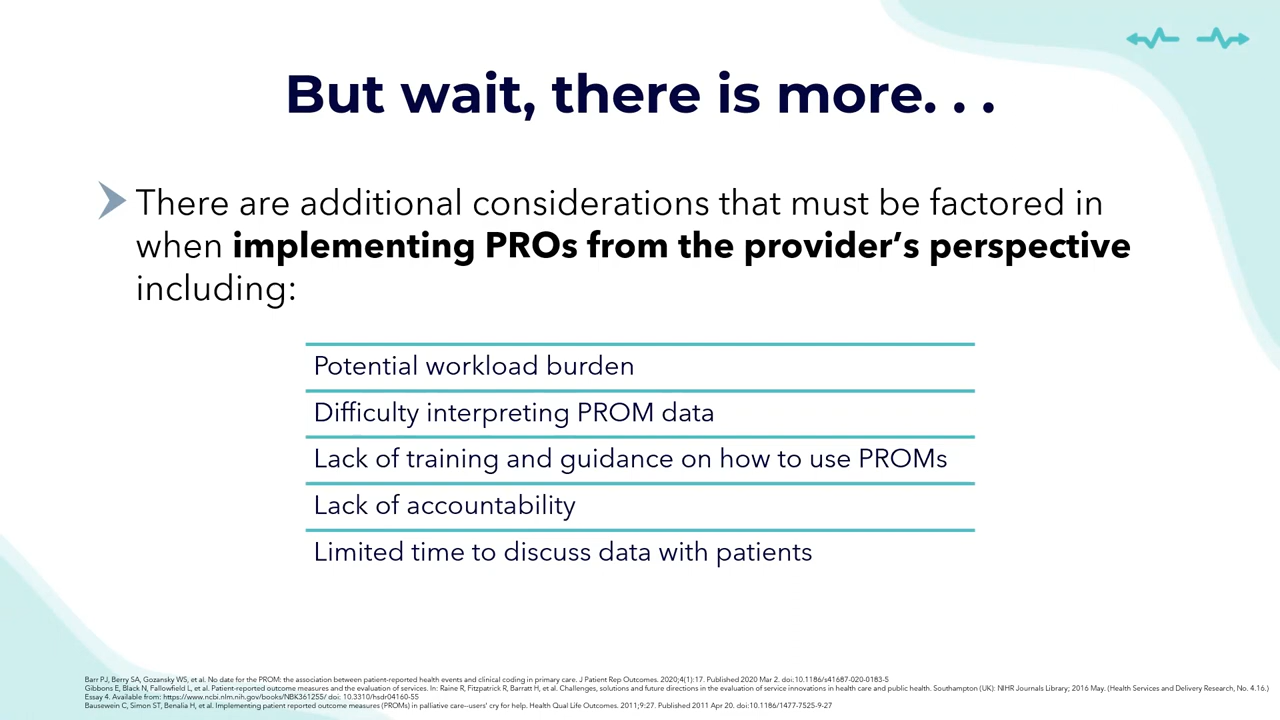 But wait, there is more. . .
There are additional considerations that must be factored in
when implementing PROs from the provider’s perspective
including:
Potential workload burden
Difficulty interpreting PROM data
Lack of training and guidance on how to use PROMs
Lack of accountability
Limited time to discuss data with patients
Barr PJ, Berry SA, Gozansky WS, et al. No date for the PROM: the association between patient-reported health events and clinical coding in primary care. J Patient Rep Outcomes. 2020;4(1):17. Published 2020 Mar 2. doi:10.1186/s41687-020-0183-5
Gibbons E, Black N, Fallowfield L, et al. Patient-reported outcome measures and the evaluation of services. In: Raine R, Fitzpatrick R, Barratt H, et al. Challenges, solutions and future directions in the evaluation of service innovations in health care and public health. Southampton (UK): NIHR Journals Library; 2016 May. (Health Services and Delivery Research, No. 4.16.)
Essay 4. Available from: https://www.ncbi.nlm.nih.gov/books/NBK361255/ doi: 10.3310/hsdr04160-55
Bausewein C, Simon ST, Benalia H, et al. Implementing patient reported outcome measures (PROMs) in palliative care--users' cry for help. Health Qual Life Outcomes. 2011;9:27. Published 2011 Apr 20. doi:10.1186/1477-7525-9-27